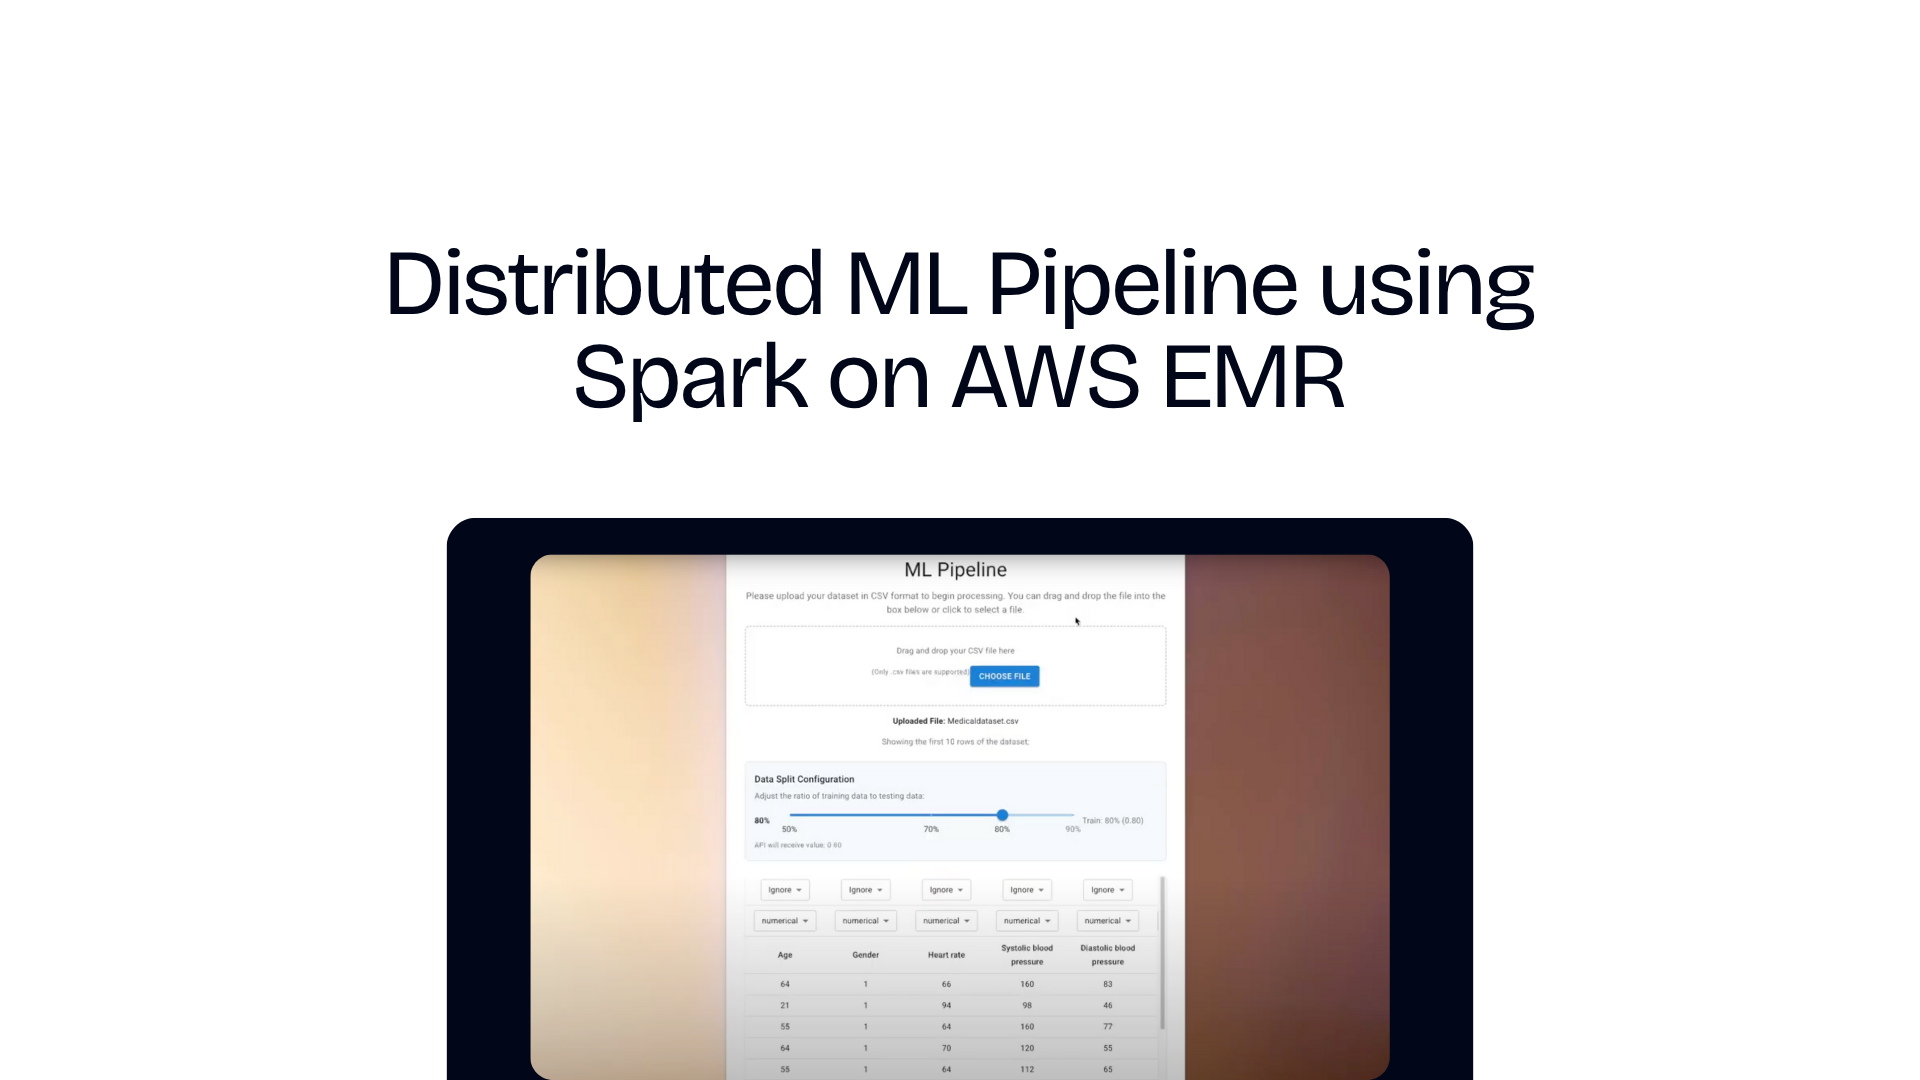 Distributed ML Pipeline using
Spark on AWS EMR
ML Pipeline
Please upload your dataset in CSV format to begin processing. You can drag and drop the file into the
box below or click to select a file.
Drag and drop your CSV file here
(Only .csv files are supported)
CHOOSE FILE
Uploaded File: Medicaldataset.csv
Showing the first 10 rows of the dataset:
Data Split Configuration
Adjust the ratio of training data to testing data:
80%
50% 70% 80% 90%
Train: 80% (0.80)
API will receive value: 0.80
Ignore Ignore Ignore Ignore Ignore
numerical numerical numerical numerical numerical
Age Gender Heart rate Systolic blood pressure Diastolic blood pressure
64 1 66 160 83
21 1 94 98 46
55 1 64 160 77
64 1 70 120 55
55 1 64 112 65